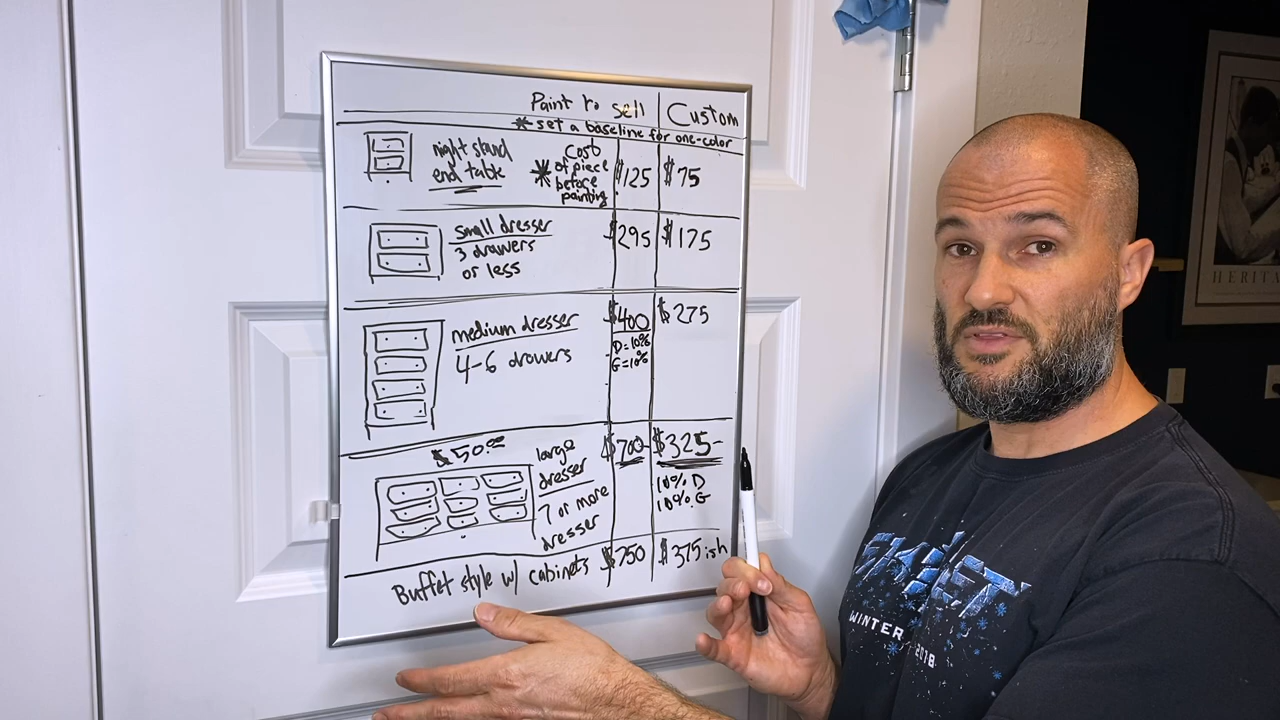 Paint to sell Custom
* set a baseline for one-color
night stand
end table
* Cost
of piece
before
painting
$125 $75
small dresser
3 drawers
or less
$295 $175
medium dresser
4-6 drawers
$400 $275
D=10%
G=10%
$50.00
large
dresser
7 or more
dresser
$700- $325-
10% D
10% G
Buffet style w/ cabinets $750 $375 ish
WINTER 2018
HERITA